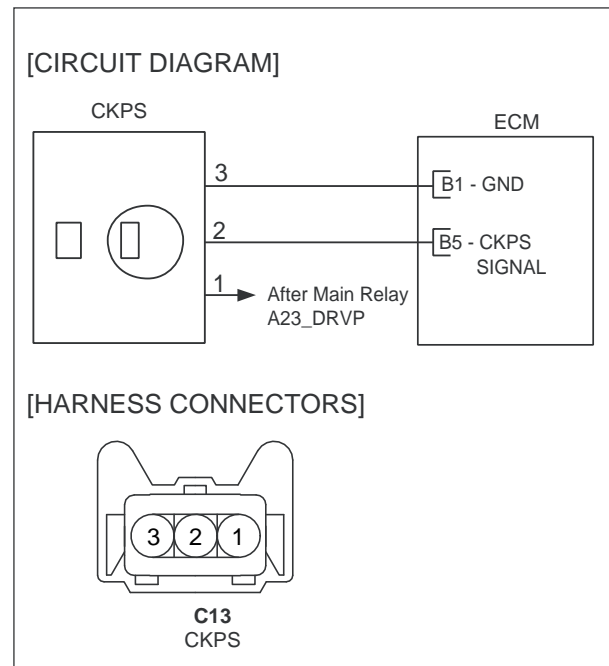 [CIRCUIT DIAGRAM]
CKPS
ECM
3
B1 - GND
2
B5 - CKPS
SIGNAL
1
After Main Relay
A23_DRVP
[HARNESS CONNECTORS]
3 2 1
C13
CKPS